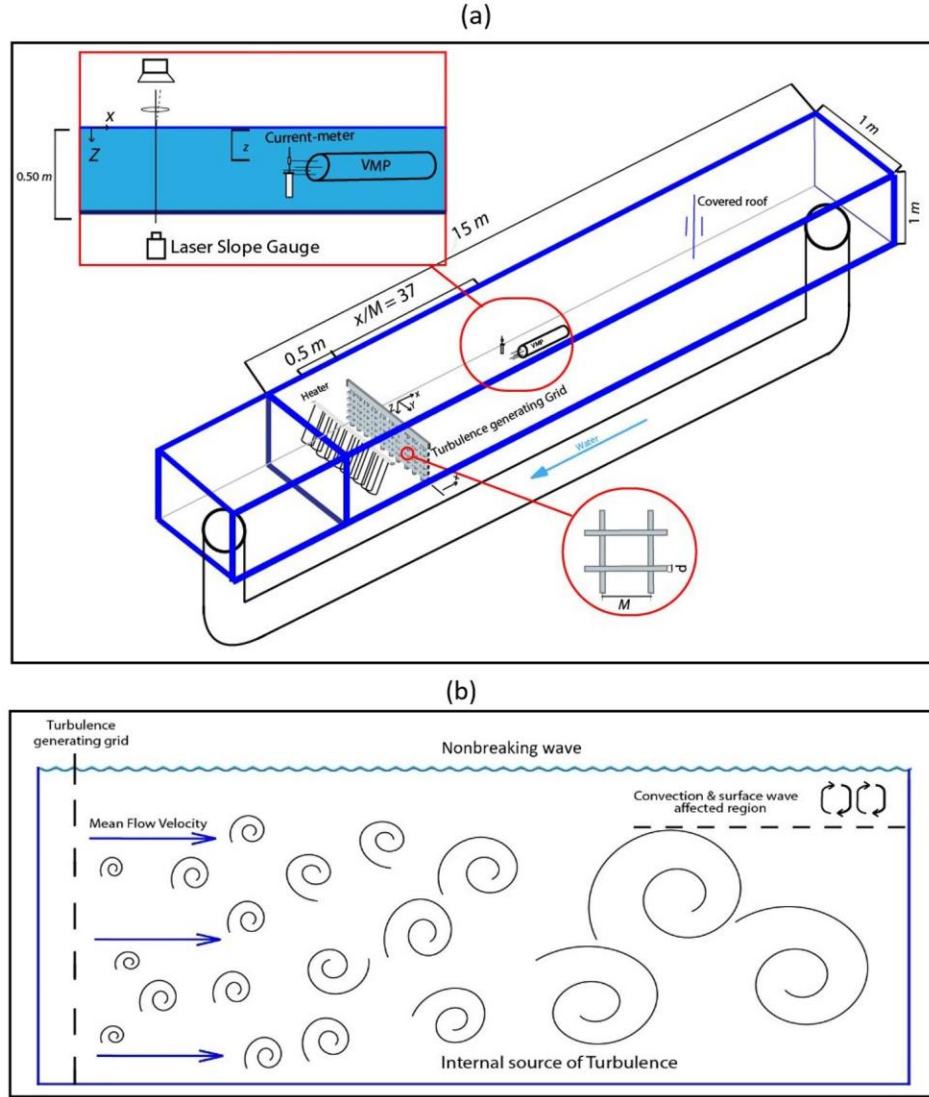 (a)
x
Z
0.50 m
z
Current-meter
VMP
Laser Slope Gauge
15 m
1 m
1 m
Covered roof
x/M = 37
0.5 m
Heater
VMP
Z
x
Y
Turbulence generating Grid
Water
d
M
(b)
Turbulence
generating grid
Nonbreaking wave
Convection & surface wave
affected region
Mean Flow Velocity
Internal source of Turbulence